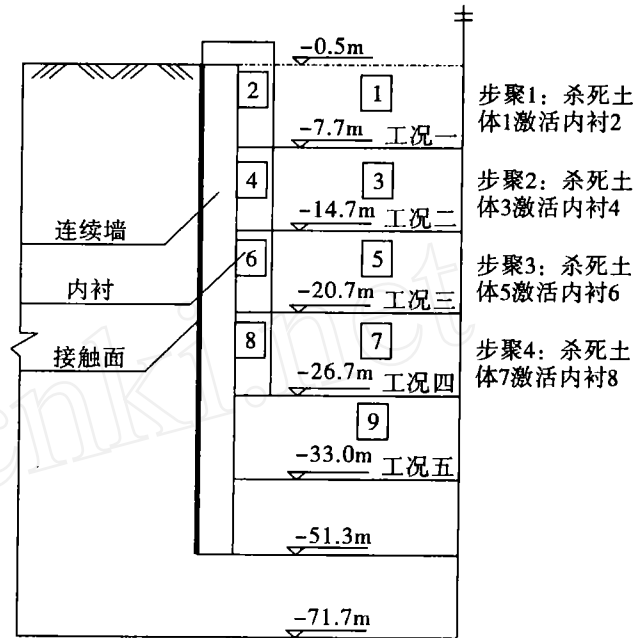 -0.5m
2
1
步聚1：杀死土
体1激活内衬2
-7.7m 工况一
4
3
步聚2：杀死土
体3激活内衬4
-14.7m 工况二
连续墙
6
5
步聚3：杀死土
体5激活内衬6
内衬
-20.7m 工况三
8
7
步聚4：杀死土
体7激活内衬8
接触面
-26.7m 工况四
9
-33.0m 工况五
-51.3m
-71.7m
cnki.net